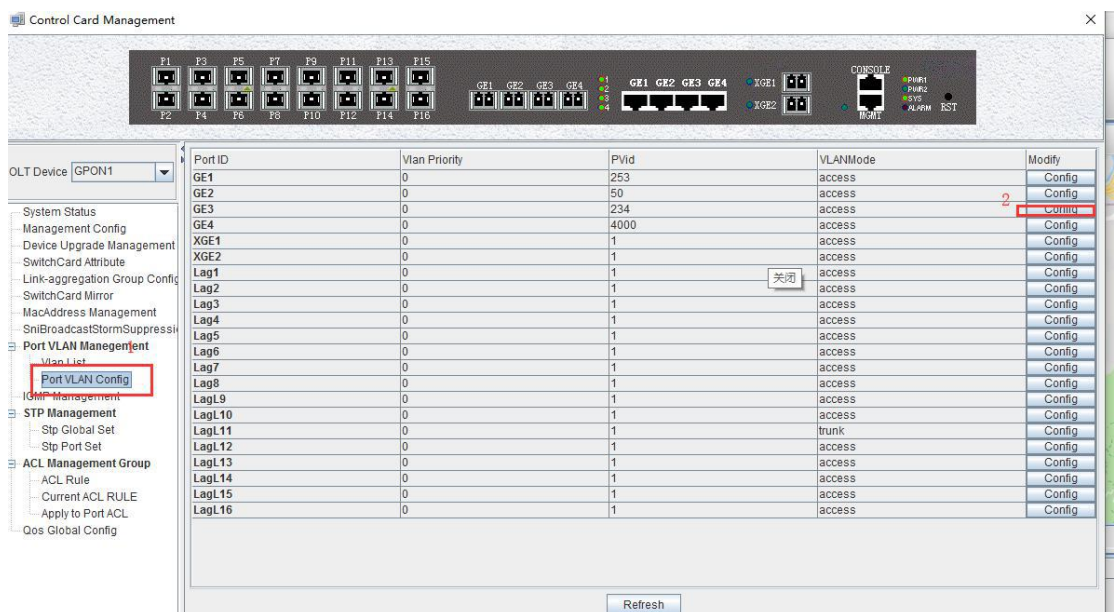 Control Card Management
P1 P3 P5 P7 P9 P11 P13 P15
GE1 GE2 GE3 GE4
1
2
3
4
GE1 GE2 GE3 GE4
XGE1
XGE2
CONSOLE
MGMT
PWR1
PWR2
SYS
ALARM
RST
P2 P4 P6 P8 P10 P12 P14 P16
OLT Device GPON1
System Status
Management Config
Device Upgrade Management
SwitchCard Attribute
Link-aggregation Group Config
SwitchCard Mirror
MacAddress Management
SniBroadcastStormSuppressi
Port VLAN Manegement
1
Vlan List
Port VLAN Config
IGMP Management
STP Management
Stp Global Set
Stp Port Set
ACL Management Group
ACL Rule
Current ACL RULE
Apply to Port ACL
Qos Global Config
Port ID Vlan Priority PVid VLANMode Modify
GE1 0 253 access Config
GE2 0 50 access Config
2
GE3 0 234 access Config
GE4 0 4000 access Config
XGE1 0 1 access Config
XGE2 0 1 access Config
Lag1 0 1 access Config
关闭
Lag2 0 1 access Config
Lag3 0 1 access Config
Lag4 0 1 access Config
Lag5 0 1 access Config
Lag6 0 1 access Config
Lag7 0 1 access Config
Lag8 0 1 access Config
LagL9 0 1 access Config
LagL10 0 1 access Config
LagL11 0 1 trunk Config
LagL12 0 1 access Config
LagL13 0 1 access Config
LagL14 0 1 access Config
LagL15 0 1 access Config
LagL16 0 1 access Config
Refresh